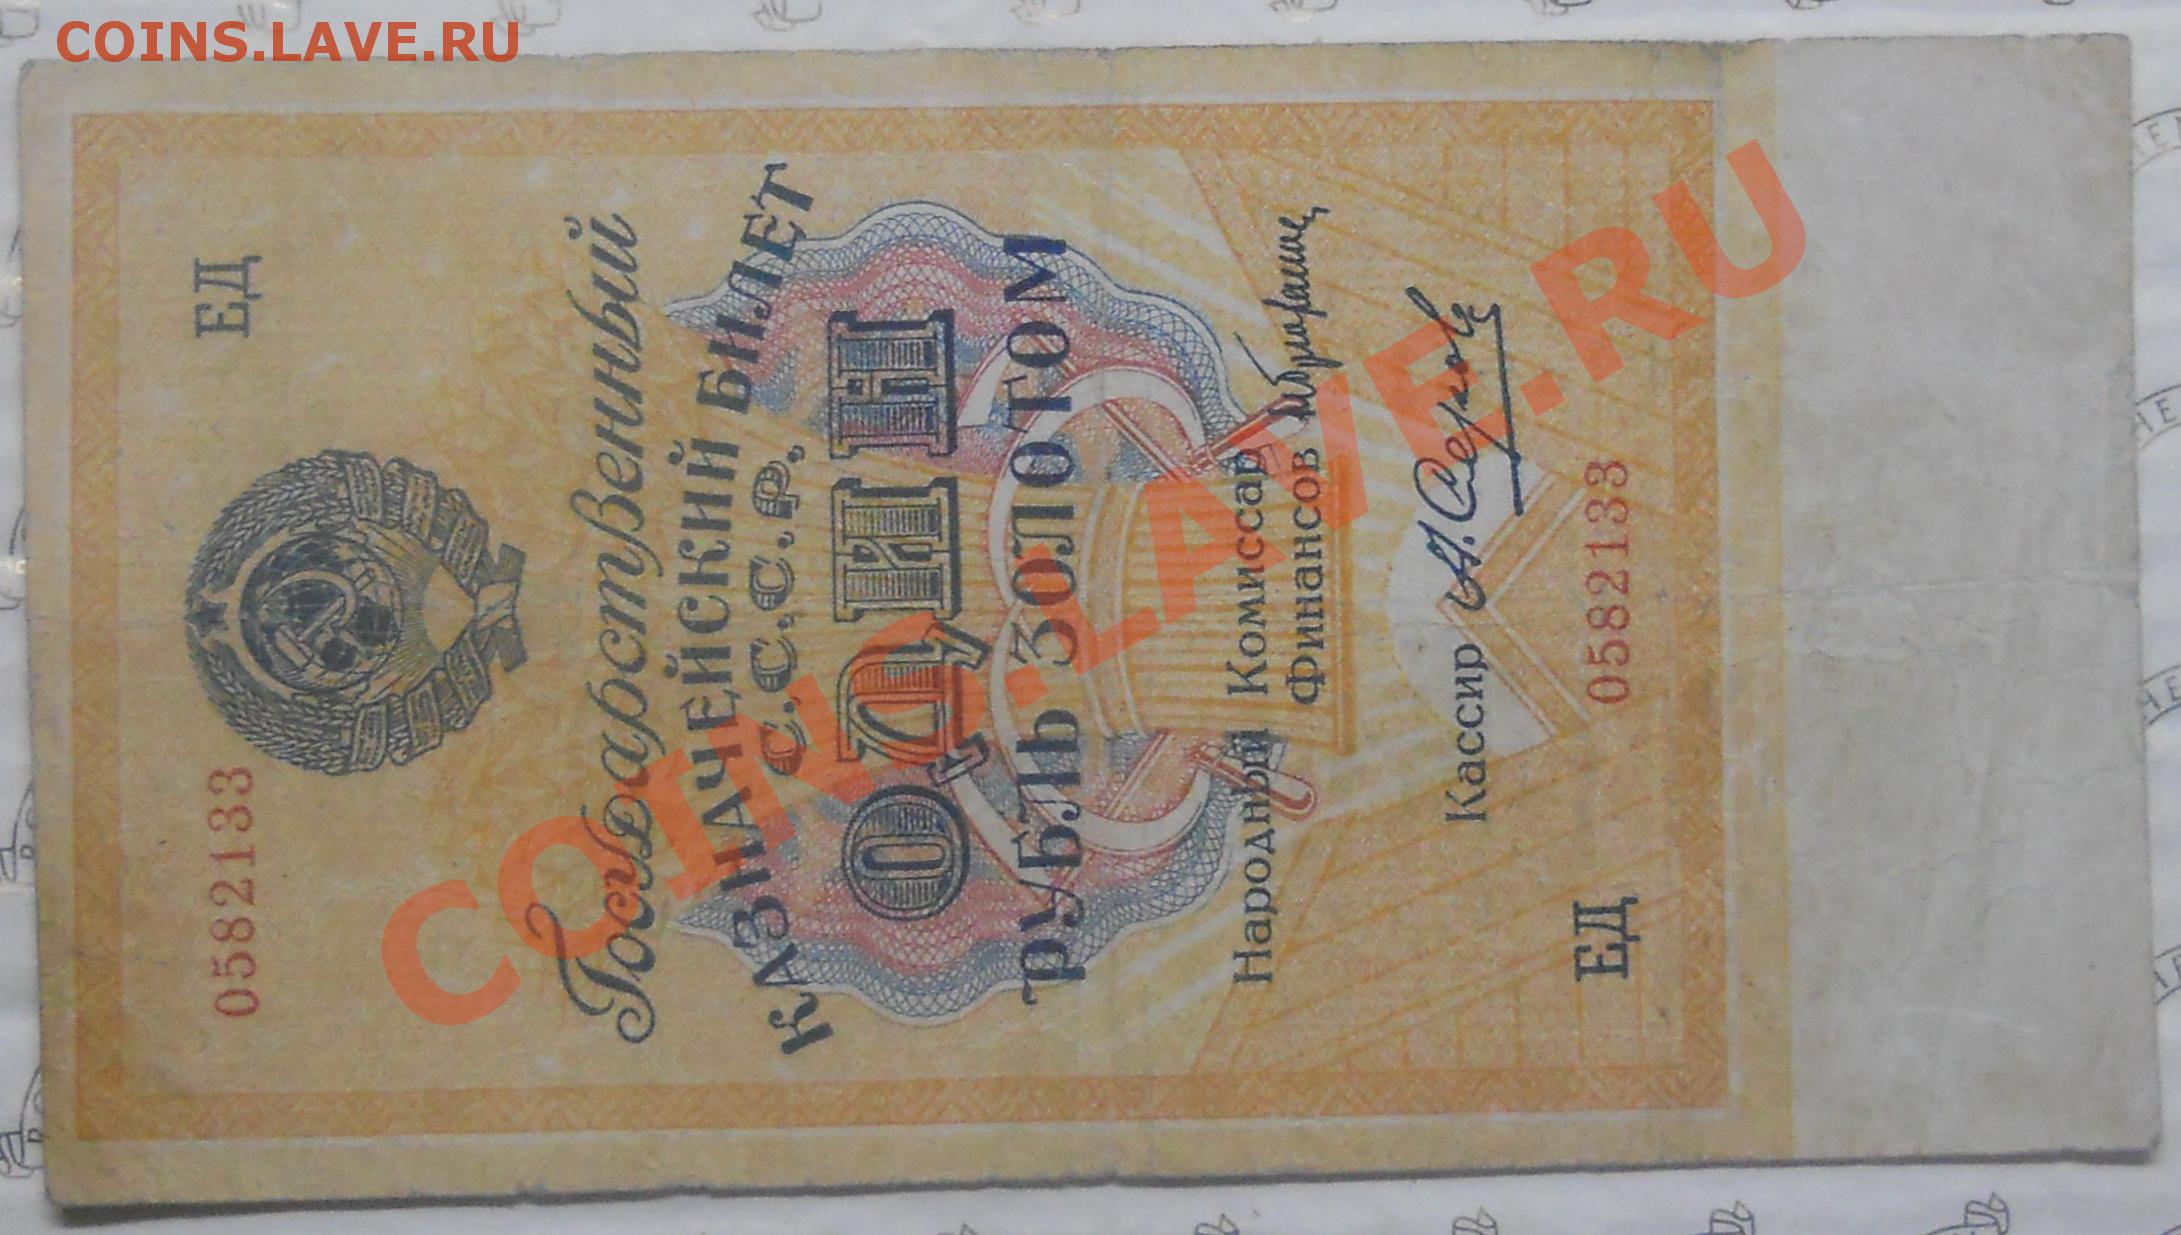 COINS.LAVE.RU
0582133 ЕД
Государственный
КАЗНАЧЕЙСКИЙ БИЛЕТ
С.С.С.Р.
ОДИН
РУБЛЬ ЗОЛОТОМ
Народный Комиссар
Финансов
Кассир А. Серков
ЕД 0582133
COINS.LAVE.RU